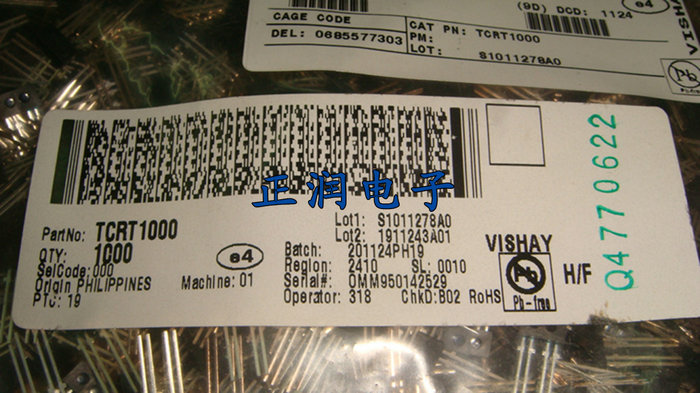 (9D) DCD: 1124
e4
CAGE CODE
DEL: 0685577303
CAT PN: TCRT1000
PM:
LOT: S1011278A0
VISHAY
Pb
正润电子
PartNo: TCRT1000
QTY: 1000
SelCode: 000
Origin PHILIPPINES
PTC: 19
e4
Machine: 01
Lot1: S1011278A0
Lot2: 1911243A01
Batch: 201124PH19
Region: 2410 SL: 0010
Serial#: 0MM950142529
Operator: 318 ChkD: B02 RoHS
VISHAY
Pb
Pb-free
H/F
Q4770622